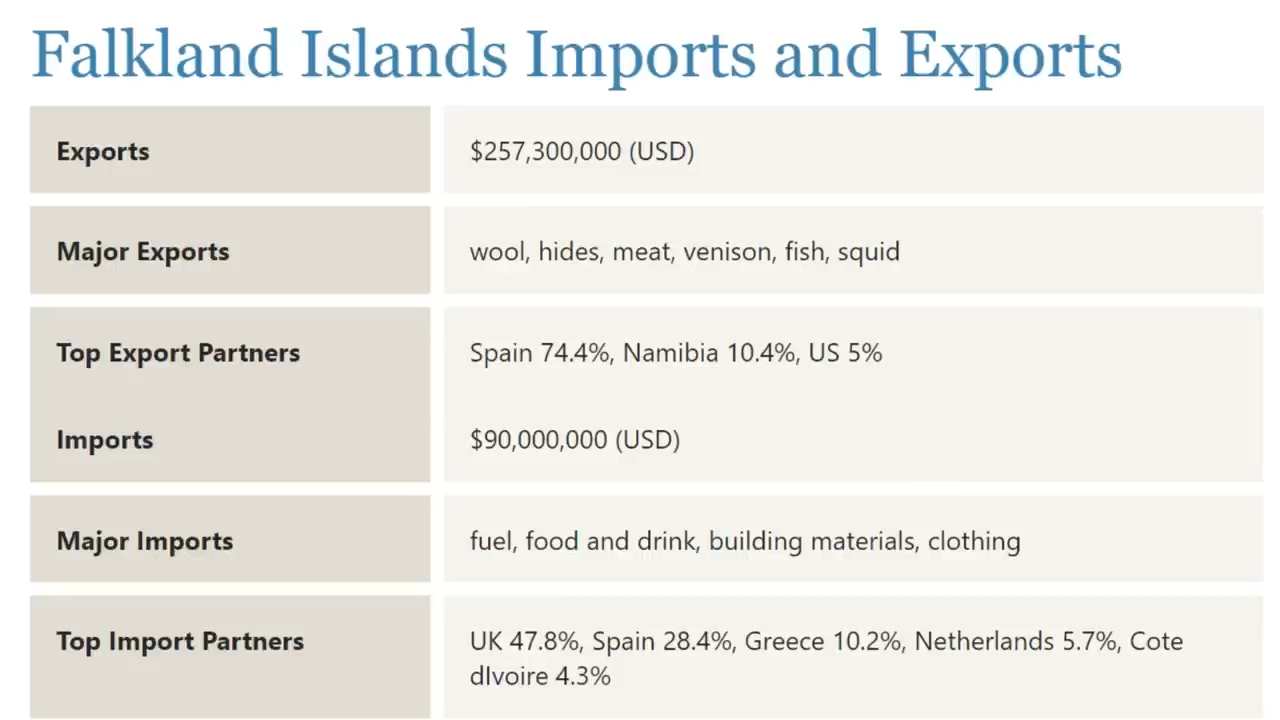 Falkland Islands Imports and Exports
Exports
$257,300,000 (USD)
Major Exports
wool, hides, meat, venison, fish, squid
Top Export Partners
Spain 74.4%, Namibia 10.4%, US 5%
Imports
$90,000,000 (USD)
Major Imports
fuel, food and drink, building materials, clothing
Top Import Partners
UK 47.8%, Spain 28.4%, Greece 10.2%, Netherlands 5.7%, Cote
dIvoire 4.3%